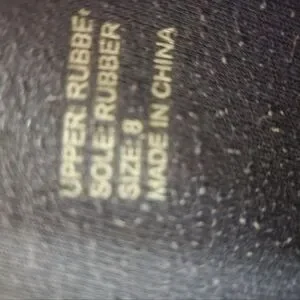 UPPER: RUBBER
SOLE: RUBBER
SIZE: 8
MADE IN CHINA